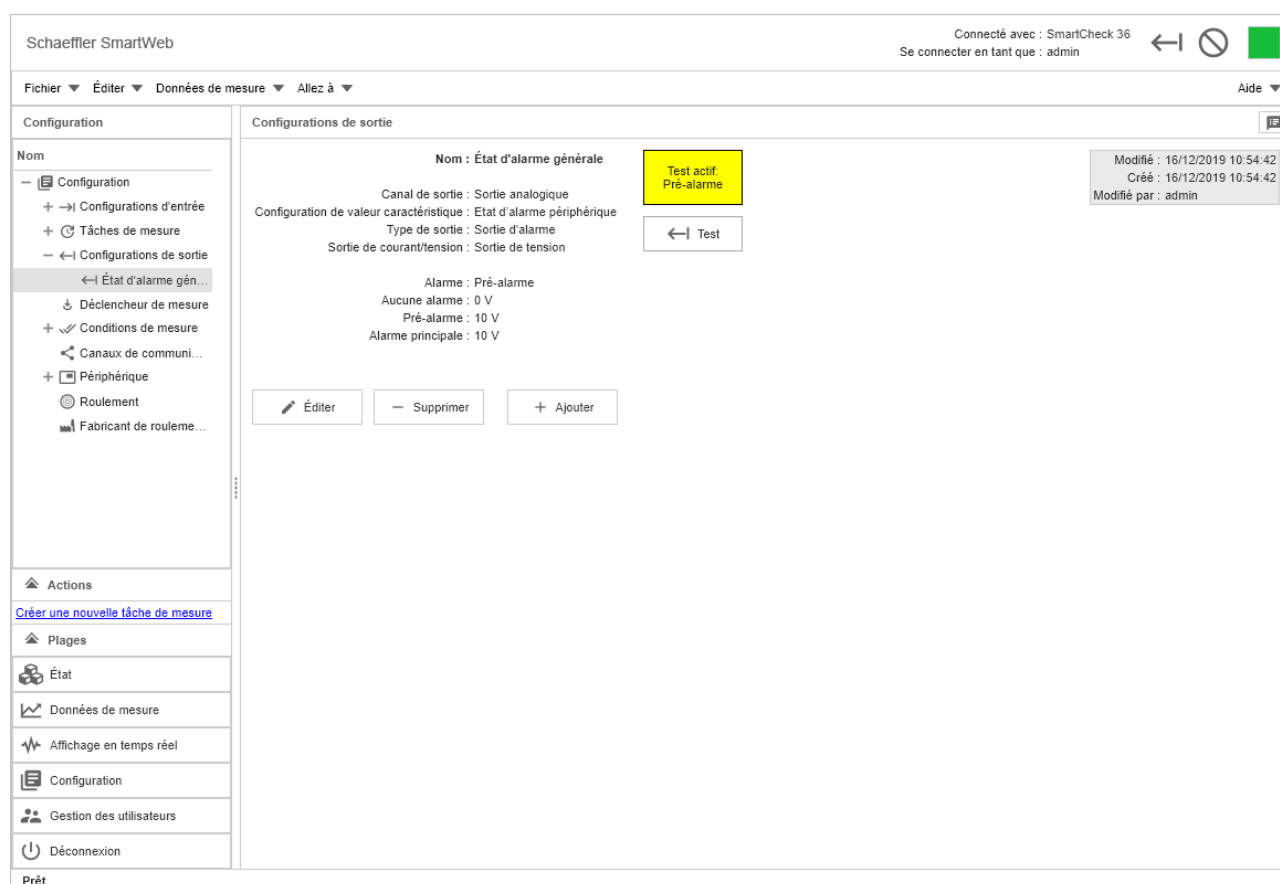 Schaeffler SmartWeb
Connecté avec : SmartCheck 36
Se connecter en tant que : admin
Fichier Éditer Données de mesure Allez à Aide
Configuration
Nom
Configuration
Configurations d'entrée
Tâches de mesure
Configurations de sortie
État d'alarme gén...
Déclencheur de mesure
Conditions de mesure
Canaux de communi...
Périphérique
Roulement
Fabricant de rouleme...
Actions
Créer une nouvelle tâche de mesure
Plages
État
Données de mesure
Affichage en temps réel
Configuration
Gestion des utilisateurs
Déconnexion
Configurations de sortie
Nom : État d'alarme générale
Canal de sortie : Sortie analogique
Configuration de valeur caractéristique : Etat d'alarme périphérique
Type de sortie : Sortie d'alarme
Sortie de courant/tension : Sortie de tension
Alarme : Pré-alarme
Aucune alarme : 0 V
Pré-alarme : 10 V
Alarme principale : 10 V
Test actif:
Pré-alarme
Test
Modifié : 16/12/2019 10:54:42
Créé : 16/12/2019 10:54:42
Modifié par : admin
Éditer
Supprimer
Ajouter
Prêt